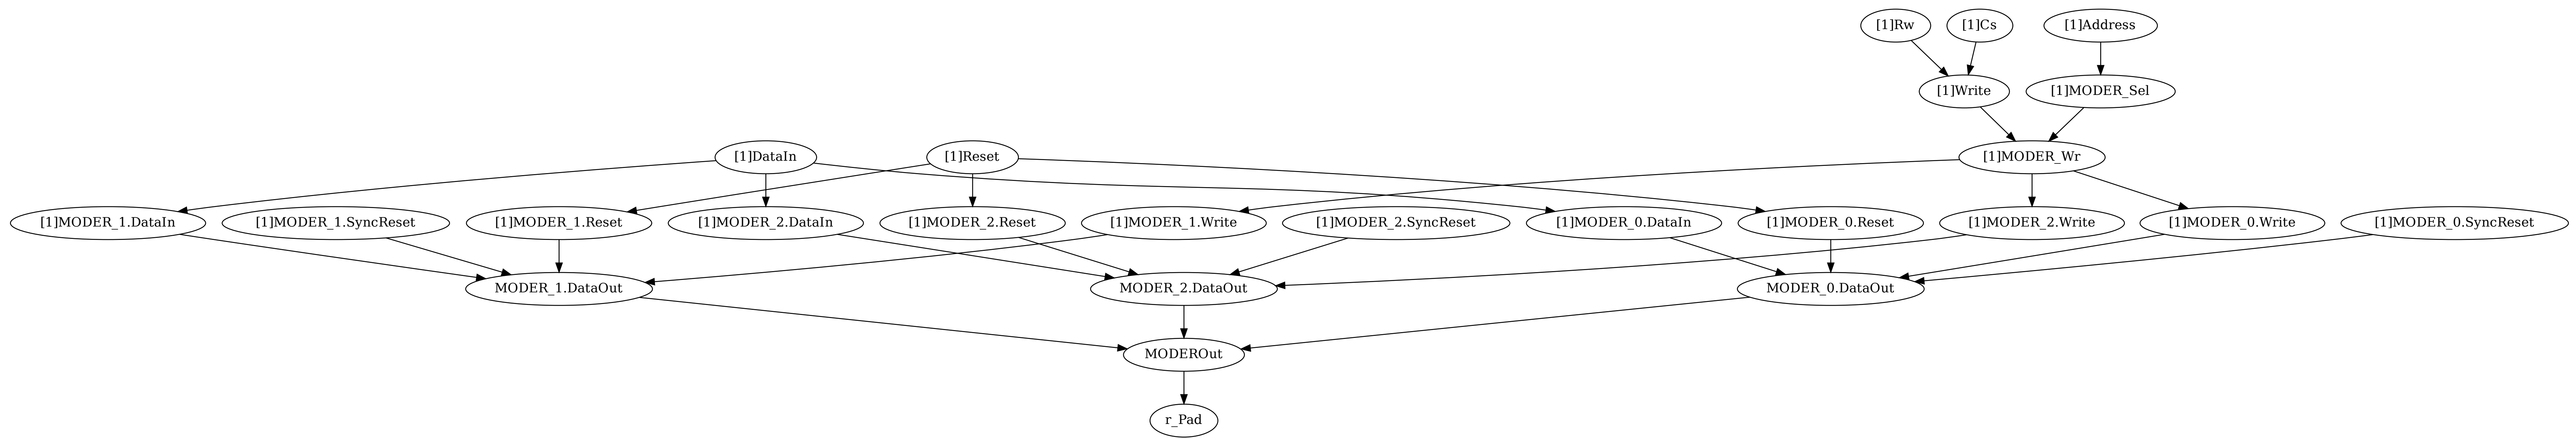 [1]Rw
[1]Cs
[1]Address
[1]Write
[1]MODER_Sel
[1]DataIn
[1]Reset
[1]MODER_Wr
[1]MODER_1.DataIn
[1]MODER_1.SyncReset
[1]MODER_1.Reset
[1]MODER_2.DataIn
[1]MODER_2.Reset
[1]MODER_1.Write
[1]MODER_2.SyncReset
[1]MODER_0.DataIn
[1]MODER_0.Reset
[1]MODER_2.Write
[1]MODER_0.Write
[1]MODER_0.SyncReset
MODER_1.DataOut
MODER_2.DataOut
MODER_0.DataOut
MODEROut
r_Pad